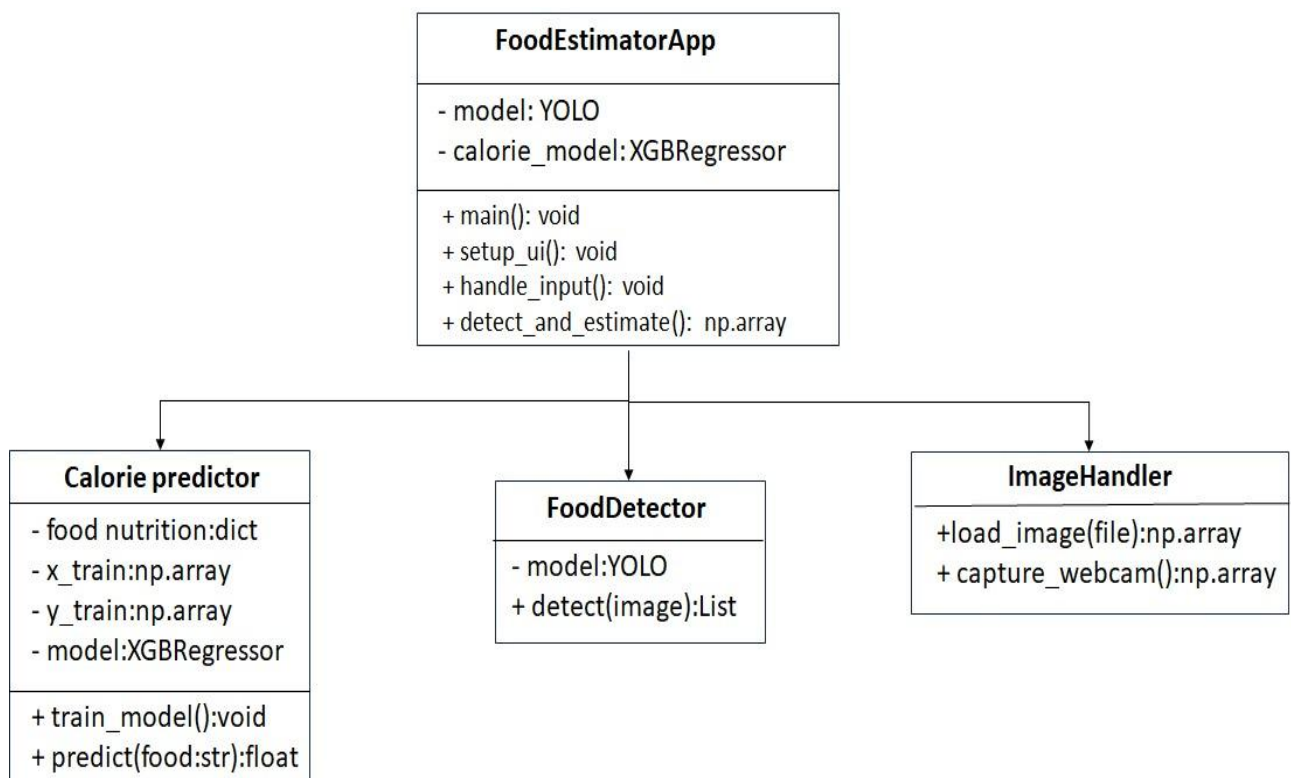 FoodEstimatorApp
- model: YOLO
- calorie_model: XGBRegressor
+ main(): void
+ setup_ui(): void
+ handle_input(): void
+ detect_and_estimate(): np.array
Calorie predictor
- food nutrition:dict
- x_train:np.array
- y_train:np.array
- model:XGBRegressor
+ train_model():void
+ predict(food:str):float
FoodDetector
- model:YOLO
+ detect(image):List
ImageHandler
+load_image(file):np.array
+ capture_webcam():np.array